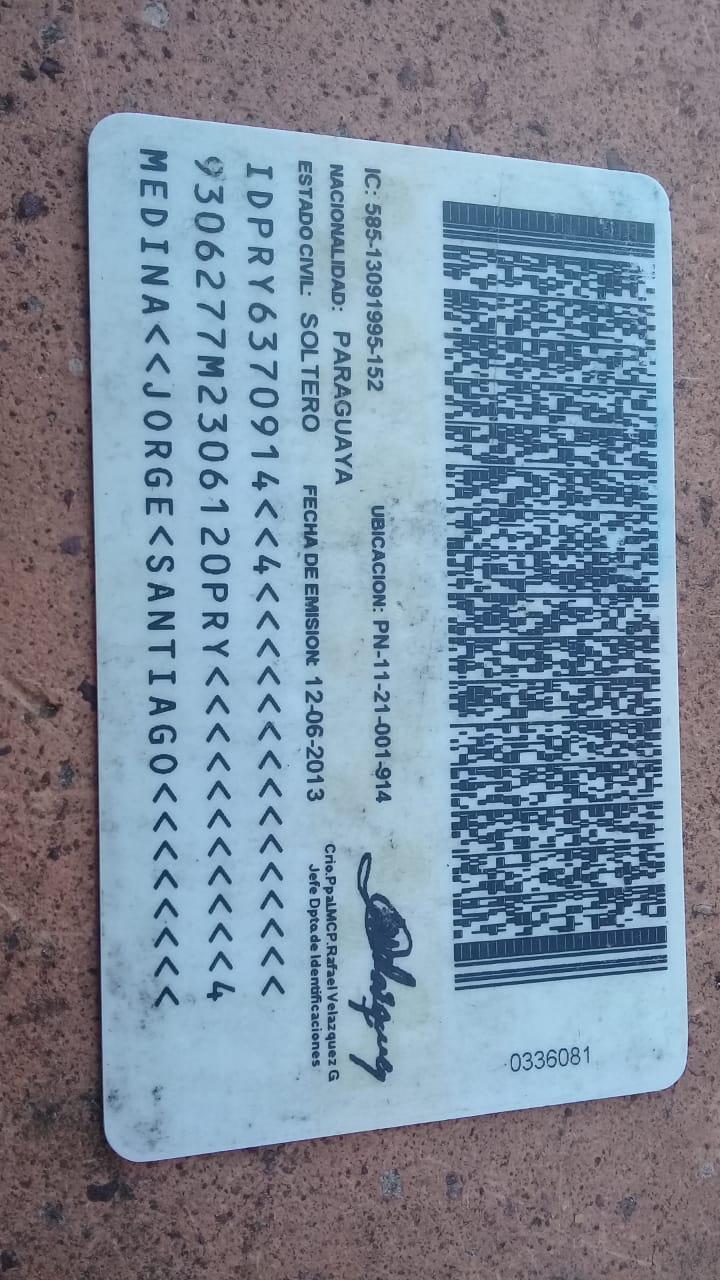 0336081
IC: 585-13091995-152 UBICACION: PN-11-21-001-914
NACIONALIDAD: PARAGUAYA
ESTADO CIVIL: SOLTERO FECHA DE EMISION: 12-06-2013
Crio.Ppal.MCP.Rafael Velazquez G
Jefe Dpto.de Identificaciones
IDPRY6370914<<4<<<<<<<<<<<<<<<
9306277M2306120PRY<<<<<<<<<<<4
MEDINA<<JORGE<SANTIAGO<<<<<<<<